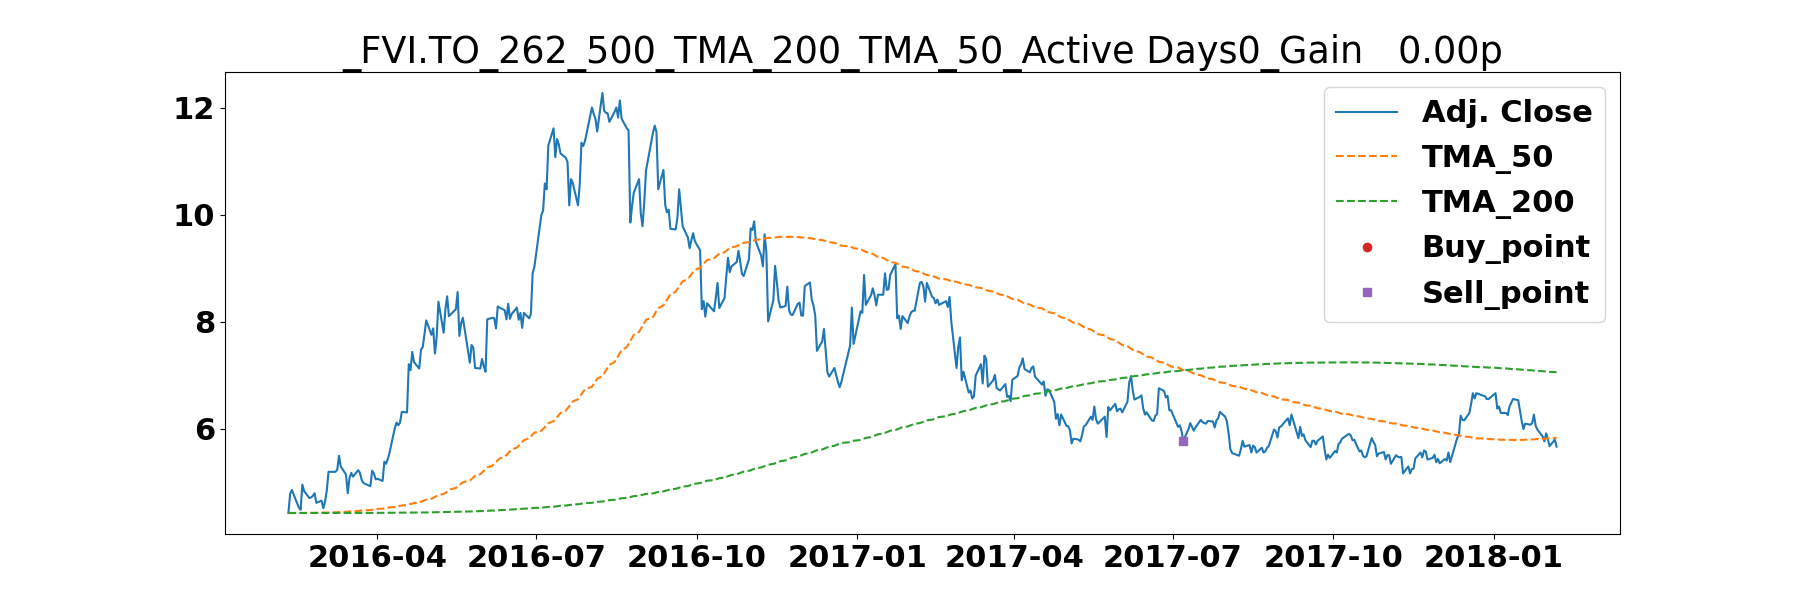 _FVI.TO_262_500_TMA_200_TMA_50_Active Days0_Gain   0.00p
12
10
8
6
Adj. Close
TMA_50
TMA_200
Buy_point
Sell_point
2016-04 2016-07 2016-10 2017-01 2017-04 2017-07 2017-10 2018-01